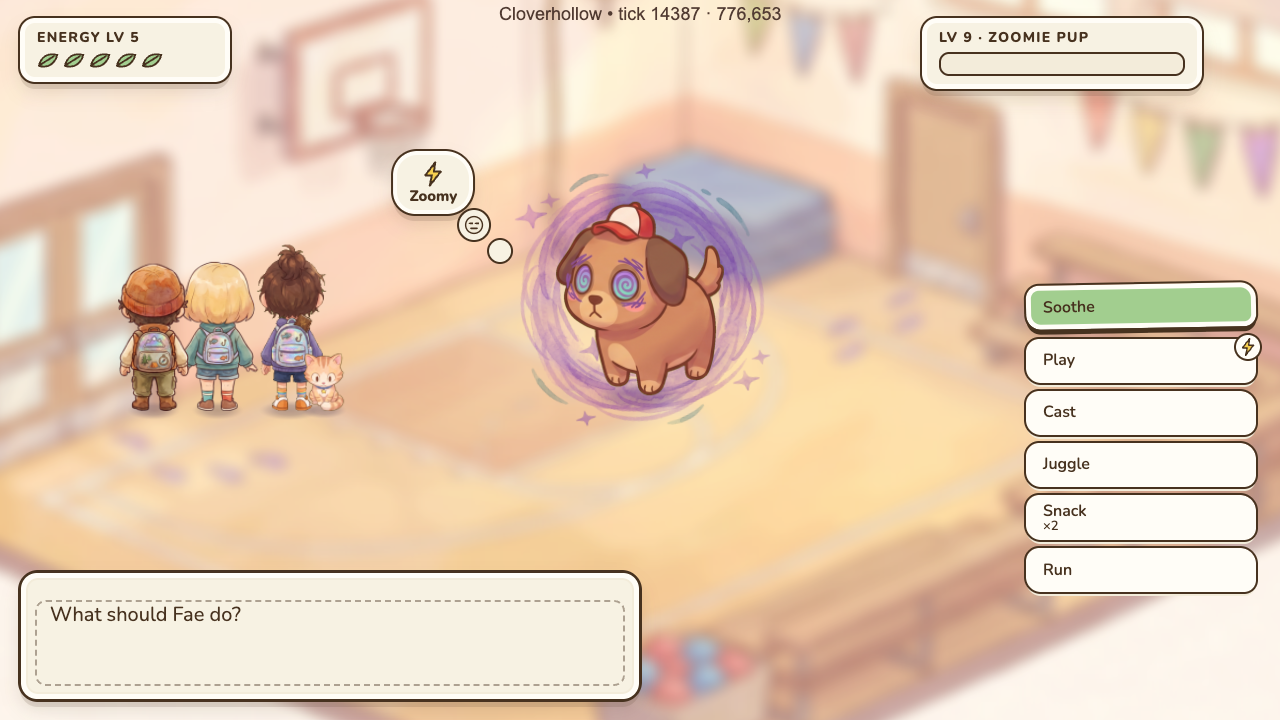 Cloverhollow • tick 14387 · 776,653
ENERGY LV 5
LV 9 · ZOOMIE PUP
Zoomy
Soothe
Play
Cast
Juggle
Snack
×2
Run
What should Fae do?